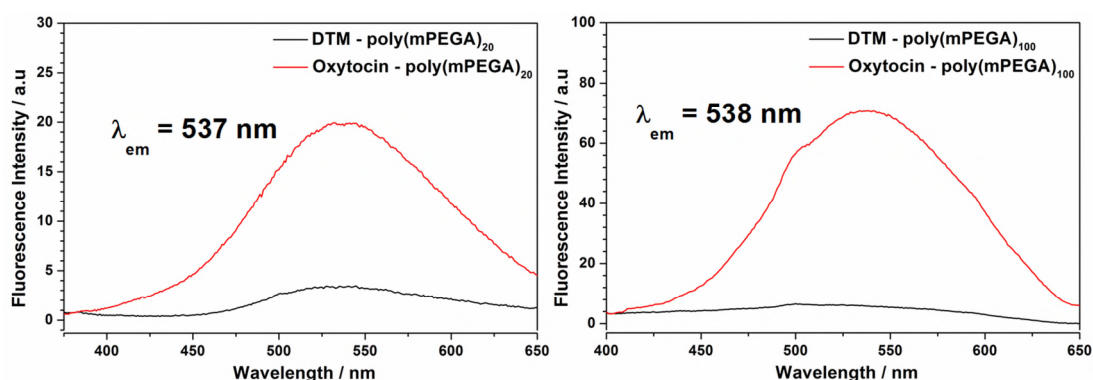 30
25
20
15
10
5
0
Fluorescence Intensity / a.u
DTM - poly(mPEGA)₂₀
Oxytocin - poly(mPEGA)₂₀
λem = 537 nm
400 450 500 550 600 650
Wavelength / nm
100
80
60
40
20
0
Fluorescence Intensity / a.u
DTM - poly(mPEGA)₁₀₀
Oxytocin - poly(mPEGA)₁₀₀
λem = 538 nm
400 450 500 550 600 650
Wavelength / nm